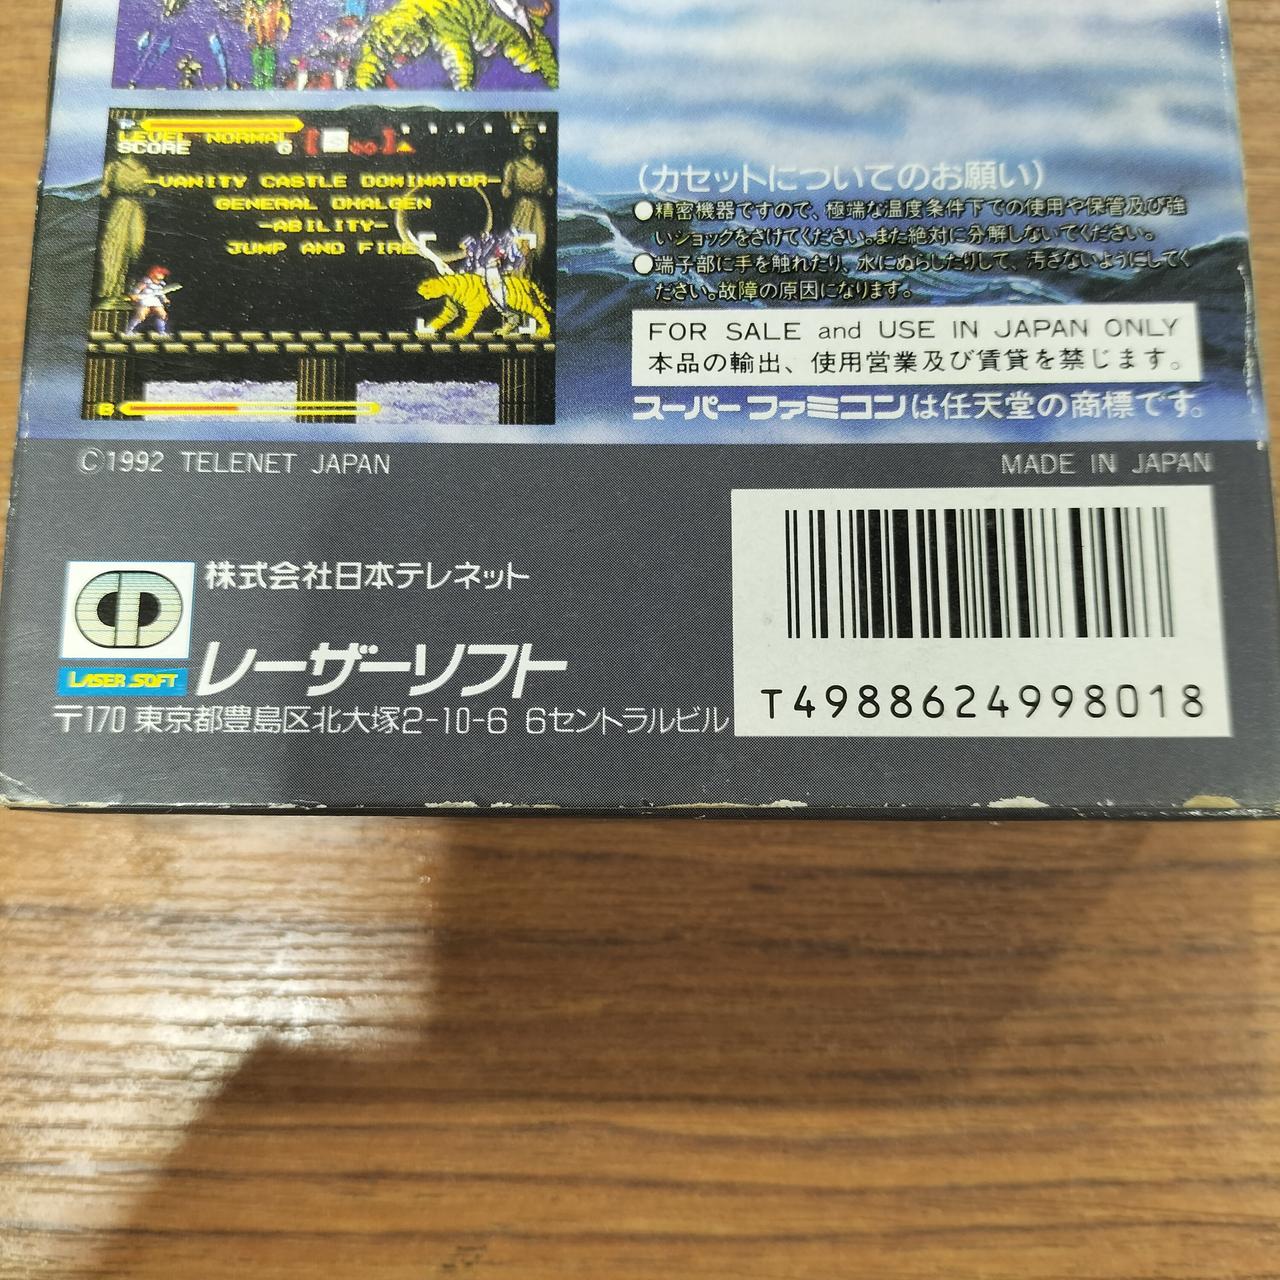 LEVEL NORMAL
SCORE 6
-VANITY CASTLE DOMINATOR-
GENERAL OHALGEN
-ABILITY-
JUMP AND FIRE
B
(カセットについてのお願い)
●精密機器ですので、極端な温度条件下での使用や保管及び強
いショックをさけてください。また絶対に分解しないでください。
●端子部に手を触れたり、水にぬらしたりして、汚さないようにしてく
ださい。故障の原因になります。
FOR SALE and USE IN JAPAN ONLY
本品の輸出、使用営業及び賃貸を禁じます。
スーパーファミコンは任天堂の商標です。
©1992 TELENET JAPAN
MADE IN JAPAN
株式会社日本テレネット
LASER SOFT
レーザーソフト
〒170 東京都豊島区北大塚2-10-6 6セントラルビル
T4988624998018